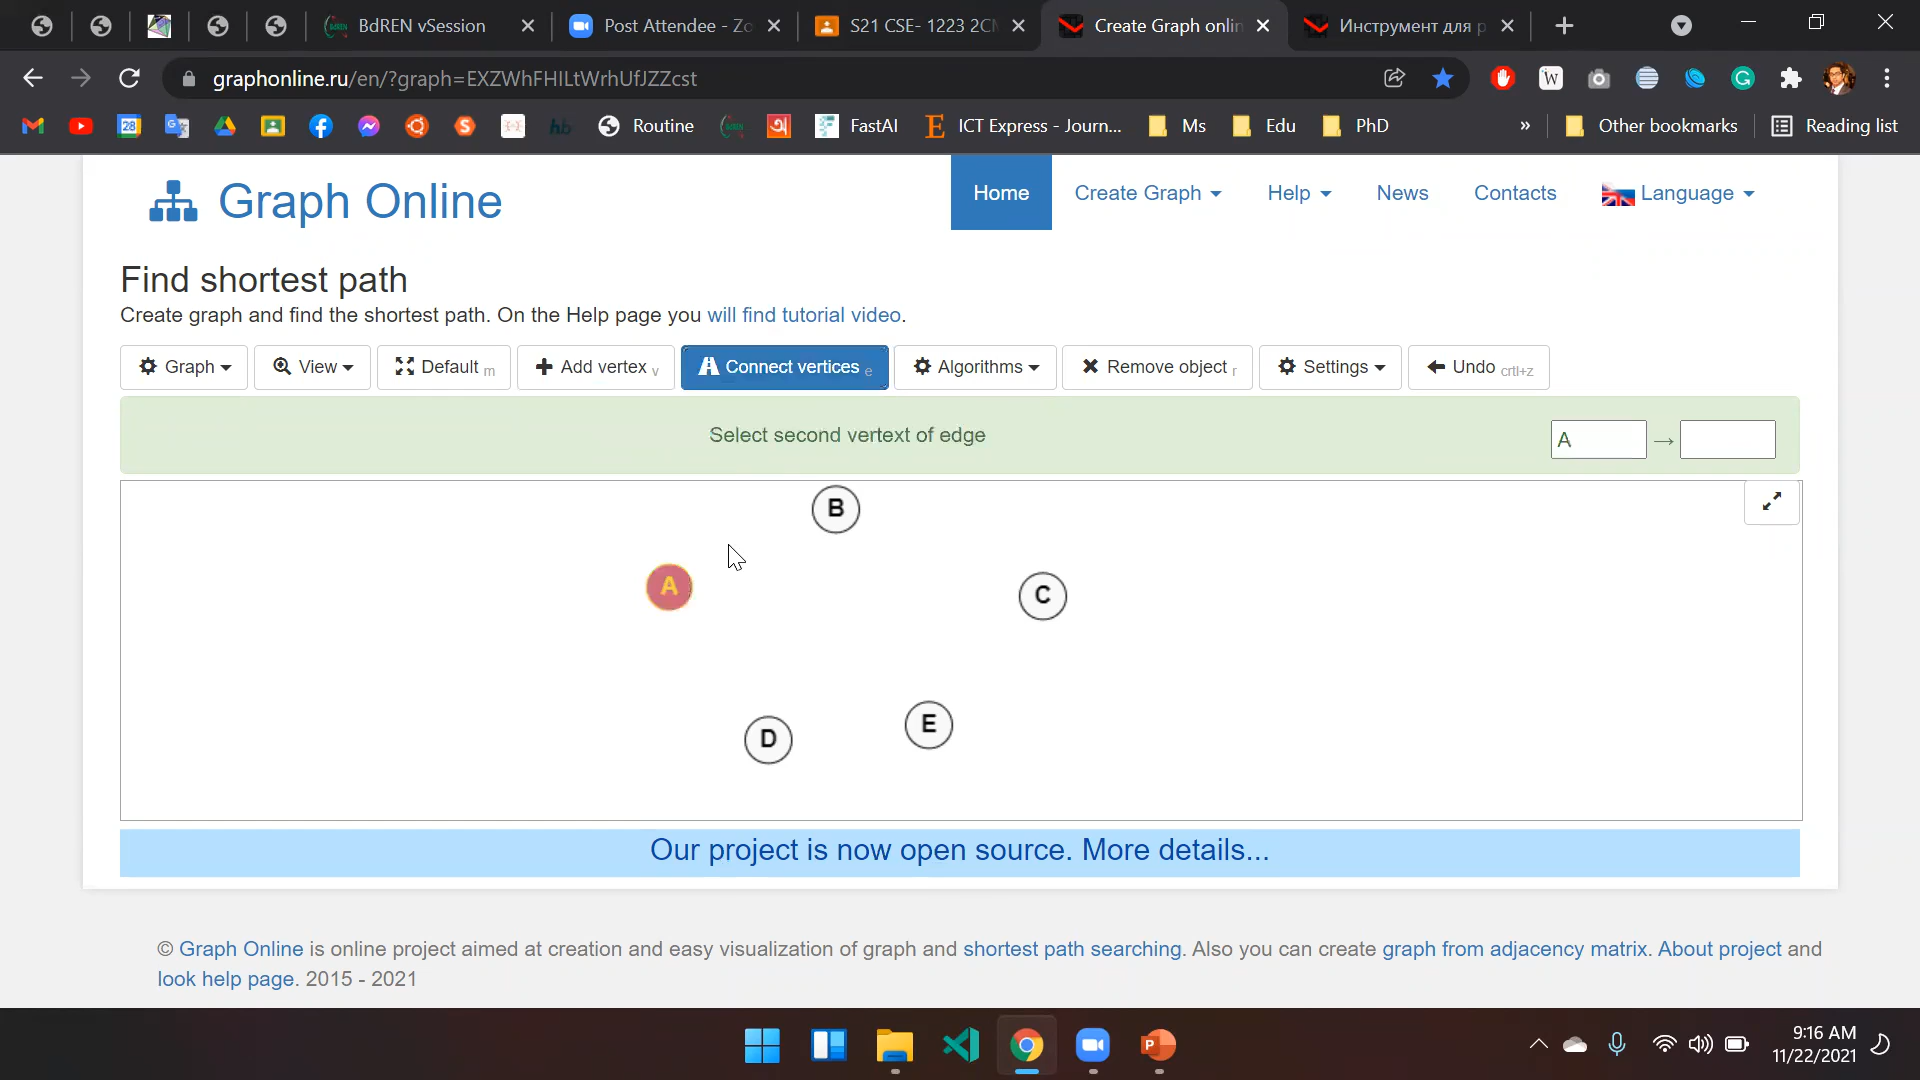 BdREN vSession
Post Attendee - Zo
S21 CSE- 1223 2CM
Create Graph onlin
Инструмент для р
graphonline.ru/en/?graph=EXZWhFHILtWrhUfJZZcst
Routine
FastAI
ICT Express - Journ...
Ms
Edu
PhD
»
Other bookmarks
Reading list
Graph Online
Home
Create Graph
Help
News
Contacts
Language
Find shortest path
Create graph and find the shortest path. On the Help page you will find tutorial video.
Graph
View
Default m
Add vertex v
Connect vertices e
Algorithms
Remove object r
Settings
Undo crtl+z
Select second vertext of edge
A →
B
A
C
E
D
Our project is now open source. More details...
© Graph Online is online project aimed at creation and easy visualization of graph and shortest path searching. Also you can create graph from adjacency matrix. About project and
look help page. 2015 - 2021
9:16 AM
11/22/2021